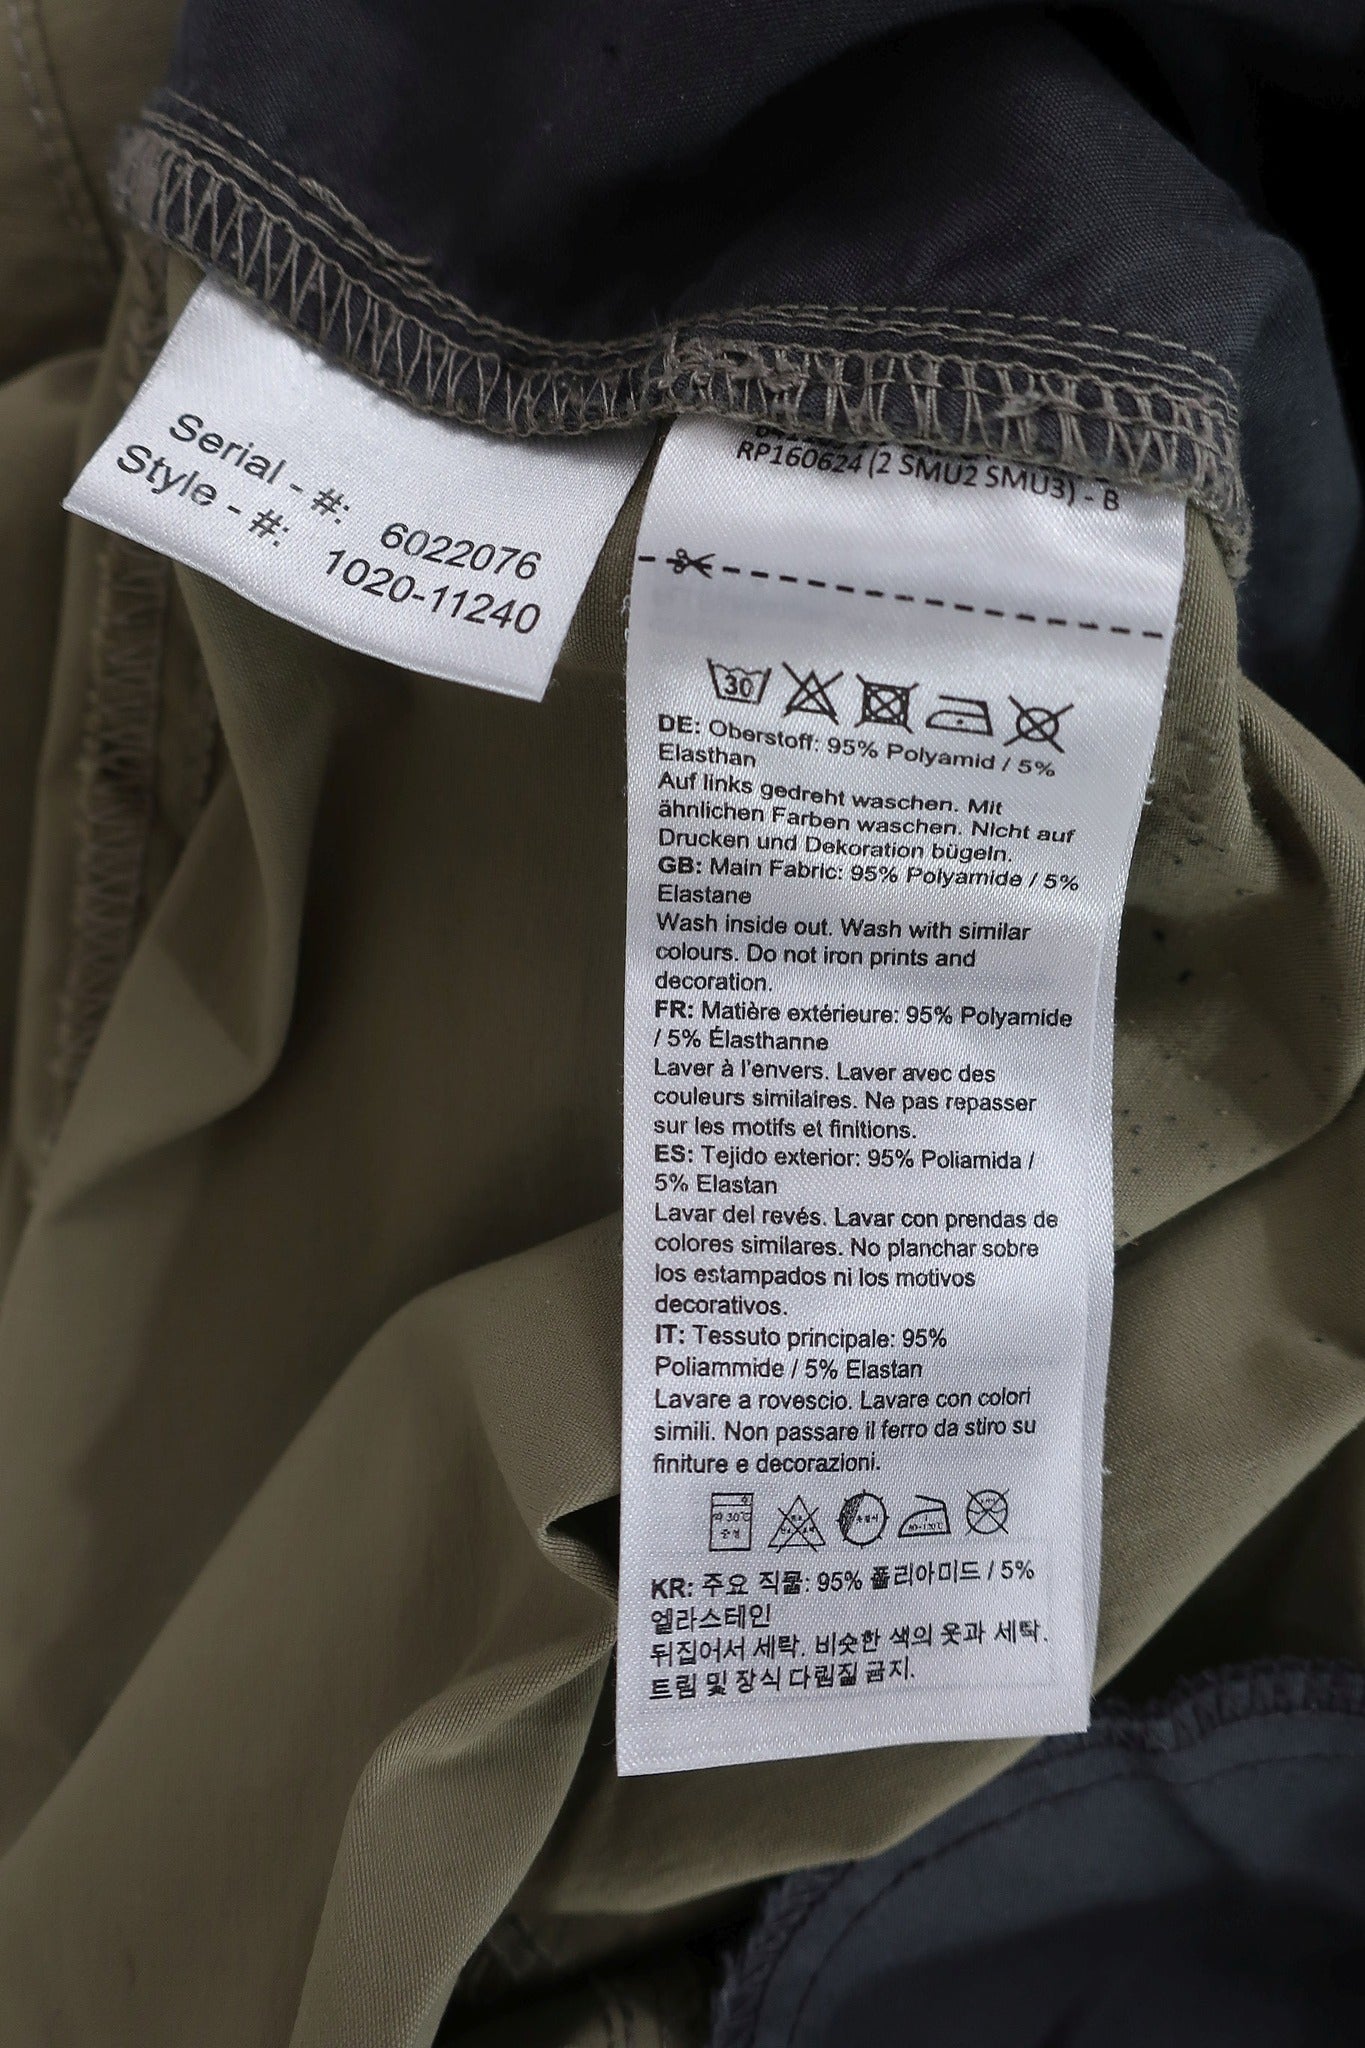 Serial - #: 6022076
Style - #: 1020-11240
RP160624 (2 SMU2 SMU3) - B
30
DE: Oberstoff: 95% Polyamid / 5%
Elasthan
Auf links gedreht waschen. Mit
ähnlichen Farben waschen. Nicht auf
Drucken und Dekoration bügeln.
GB: Main Fabric: 95% Polyamide / 5%
Elastane
Wash inside out. Wash with similar
colours. Do not iron prints and
decoration.
FR: Matière extérieure: 95% Polyamide
/ 5% Élasthanne
Laver à l'envers. Laver avec des
couleurs similaires. Ne pas repasser
sur les motifs et finitions.
ES: Tejido exterior: 95% Poliamida /
5% Elastan
Lavar del revés. Lavar con prendas de
colores similares. No planchar sobre
los estampados ni los motivos
decorativos.
IT: Tessuto principale: 95%
Poliammide / 5% Elastan
Lavare a rovescio. Lavare con colori
simili. Non passare il ferro da stiro su
finiture e decorazioni.
약 30℃
중성
KR: 주요 직물: 95% 폴리아미드 / 5%
엘라스테인
뒤집어서 세탁. 비슷한 색의 옷과 세탁.
트림 및 장식 다림질 금지.